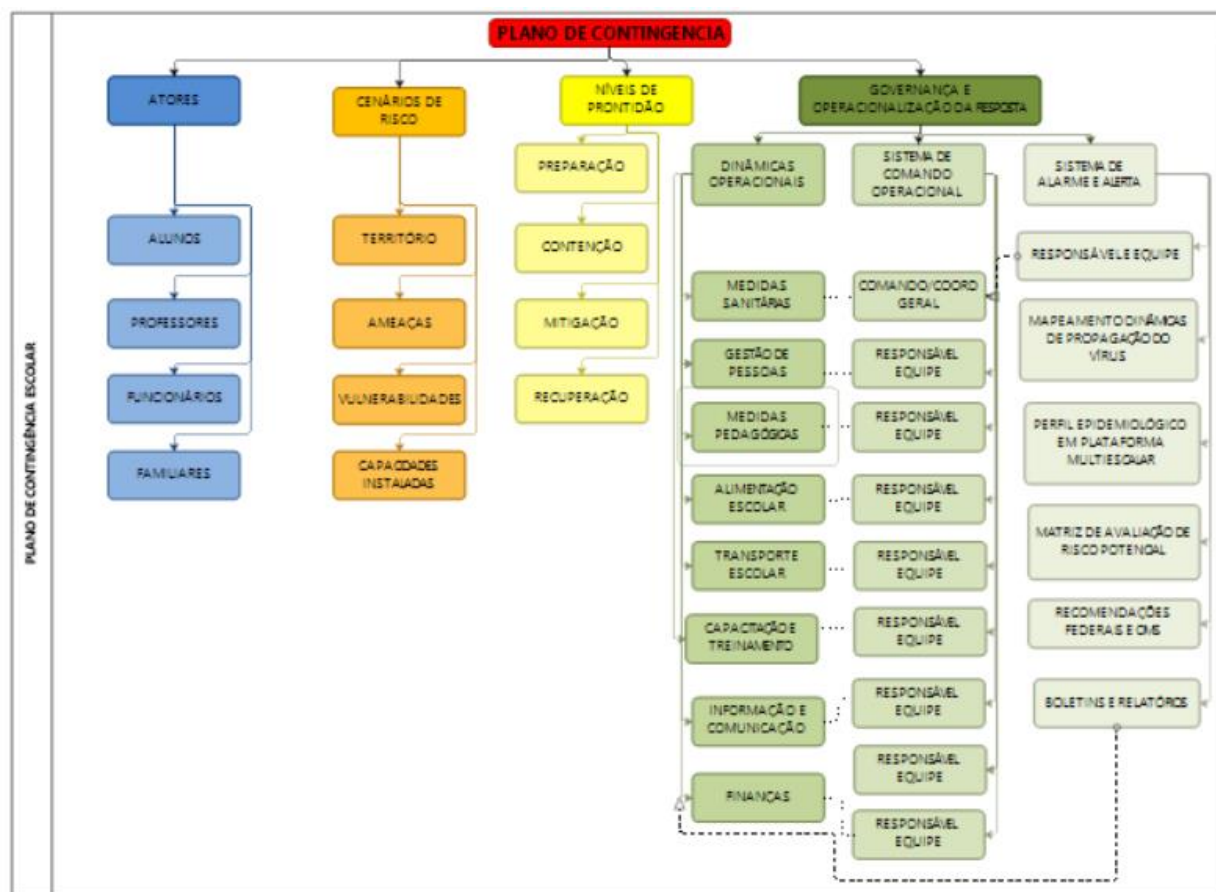 PLANO DE CONTINGÊNCIA ESCOLAR
PLANO DE CONTINGENCIA
ATORES
ALUNOS
PROFESSORES
FUNCIONÁRIOS
FAMILIARES
CENÁRIOS DE
RISCO
TERRITÓRIO
AMEAÇAS
VULNERABILIDADES
CAPACIDADES
INSTALADAS
NÍVEIS DE
PRONTIDÃO
PREPARAÇÃO
CONTENÇÃO
MITIGAÇÃO
RECUPERAÇÃO
GOVERNANÇA E
OPERACIONALIZAÇÃO DA RESPOSTA
DINÂMICAS
OPERACIONAIS
MEDIDAS
SANITÁRIAS
GESTÃO DE
PESSOAS
MEDIDAS
PEDAGÓGICAS
ALIMENTAÇÃO
ESCOLAR
TRANSPORTE
ESCOLAR
CAPACITAÇÃO E
TREINAMENTO
INFORMAÇÃO E
COMUNICAÇÃO
FINANÇAS
SISTEMA DE
COMANDO
OPERACIONAL
COMANDO/COORD
GERAL
RESPONSÁVEL
EQUIPE
RESPONSÁVEL
EQUIPE
RESPONSÁVEL
EQUIPE
RESPONSÁVEL
EQUIPE
RESPONSÁVEL
EQUIPE
RESPONSÁVEL
EQUIPE
RESPONSÁVEL
EQUIPE
RESPONSÁVEL
EQUIPE
SISTEMA DE
ALARME E ALERTA
RESPONSÁVEL E EQUIPE
MAPEAMENTO DINÂMICAS
DE PROPAGAÇÃO DO
VÍRUS
PERFIL EPIDEMIOLÓGICO
EM PLATAFORMA
MULTIESCALAR
MATRIZ DE AVALIAÇÃO DE
RISCO POTENCIAL
RECOMENDAÇÕES
FEDERAIS E OMS
BOLETINS E RELATÓRIOS